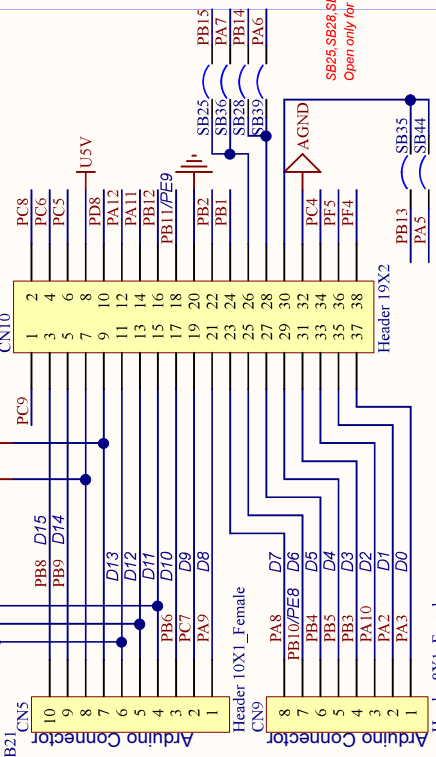 PB15
PA7
PB14
PA6
SB25
SB36
SB28
SB39
SB25,SB28,SB
Open only for
SB35
SB44
PB13
PA5
AGND
PC8
PC6
PC5
U5V
PD8
PA12
PA11
PB12
PB11/PE9
PB2
PB1
PC4
PF5
PF4
CN10
2
4
6
8
10
12
14
16
18
20
22
24
26
28
30
32
34
36
38
1
3
5
7
9
11
13
15
17
19
21
23
25
27
29
31
33
35
37
Header 19X2
PC9
PB8
D15
PB9
D14
D13
D12
D11
PB6
D10
PC7
D9
PA9
D8
PA8
D7
PB10/PE8
D6
PB4
D5
PB5
D4
PB3
D3
PA10
D2
PA2
D1
PA3
D0
B21
CN5
10
9
8
7
6
5
4
3
2
1
Header 10X1_Female
Arduino Connector
CN9
8
7
6
5
4
3
2
1
Arduino Connector